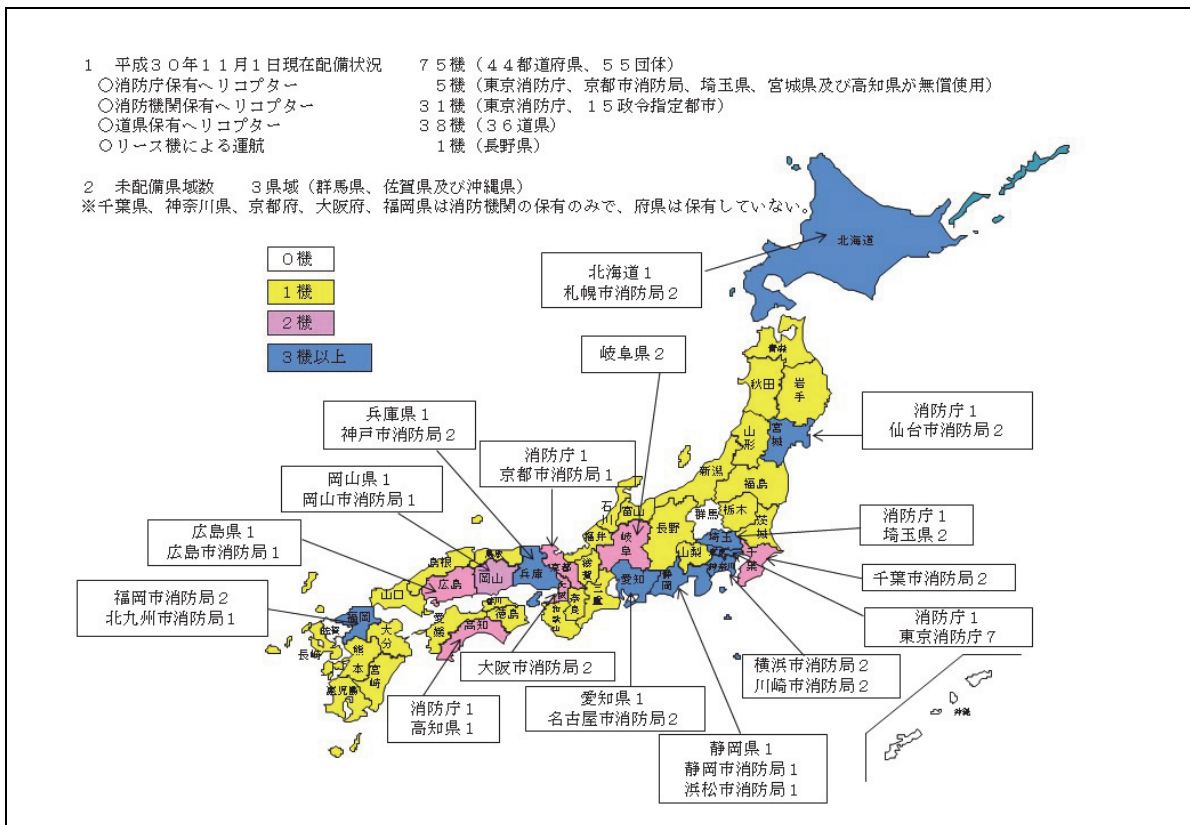 １　平成３０年１１月１日現在配備状況　７５機（４４都道府県、５５団体）
○消防庁保有ヘリコプター　５機（東京消防庁、京都市消防局、埼玉県、宮城県及び高知県が無償使用）
○消防機関保有ヘリコプター　３１機（東京消防庁、１５政令指定都市）
○道県保有ヘリコプター　３８機（３６道県）
○リース機による運航　１機（長野県）
２　未配備県域数　３県域（群馬県、佐賀県及び沖縄県）
※千葉県、神奈川県、京都府、大阪府、福岡県は消防機関の保有のみで、府県は保有していない。
０機
１機
２機
３機以上
北海道１
札幌市消防局２
岐阜県２
消防庁１
仙台市消防局２
兵庫県１
神戸市消防局２
消防庁１
京都市消防局１
岡山県１
岡山市消防局１
広島県１
広島市消防局１
消防庁１
埼玉県２
千葉市消防局２
福岡市消防局２
北九州市消防局１
消防庁１
東京消防庁７
大阪市消防局２
横浜市消防局２
川崎市消防局２
消防庁１
高知県１
愛知県１
名古屋市消防局２
静岡県１
静岡市消防局１
浜松市消防局１
北海道
青森
秋田
岩手
山形
宮城
新潟
福島
石川
富山
福井
長野
群馬
栃木
茨城
埼玉
山梨
千葉
神奈川
岐阜
愛知
静岡
滋賀
三重
京都
奈良
和歌山
兵庫
岡山
広島
島根
山口
徳島
愛媛
高知
福岡
佐賀
長崎
大分
熊本
宮崎
鹿児島
沖縄